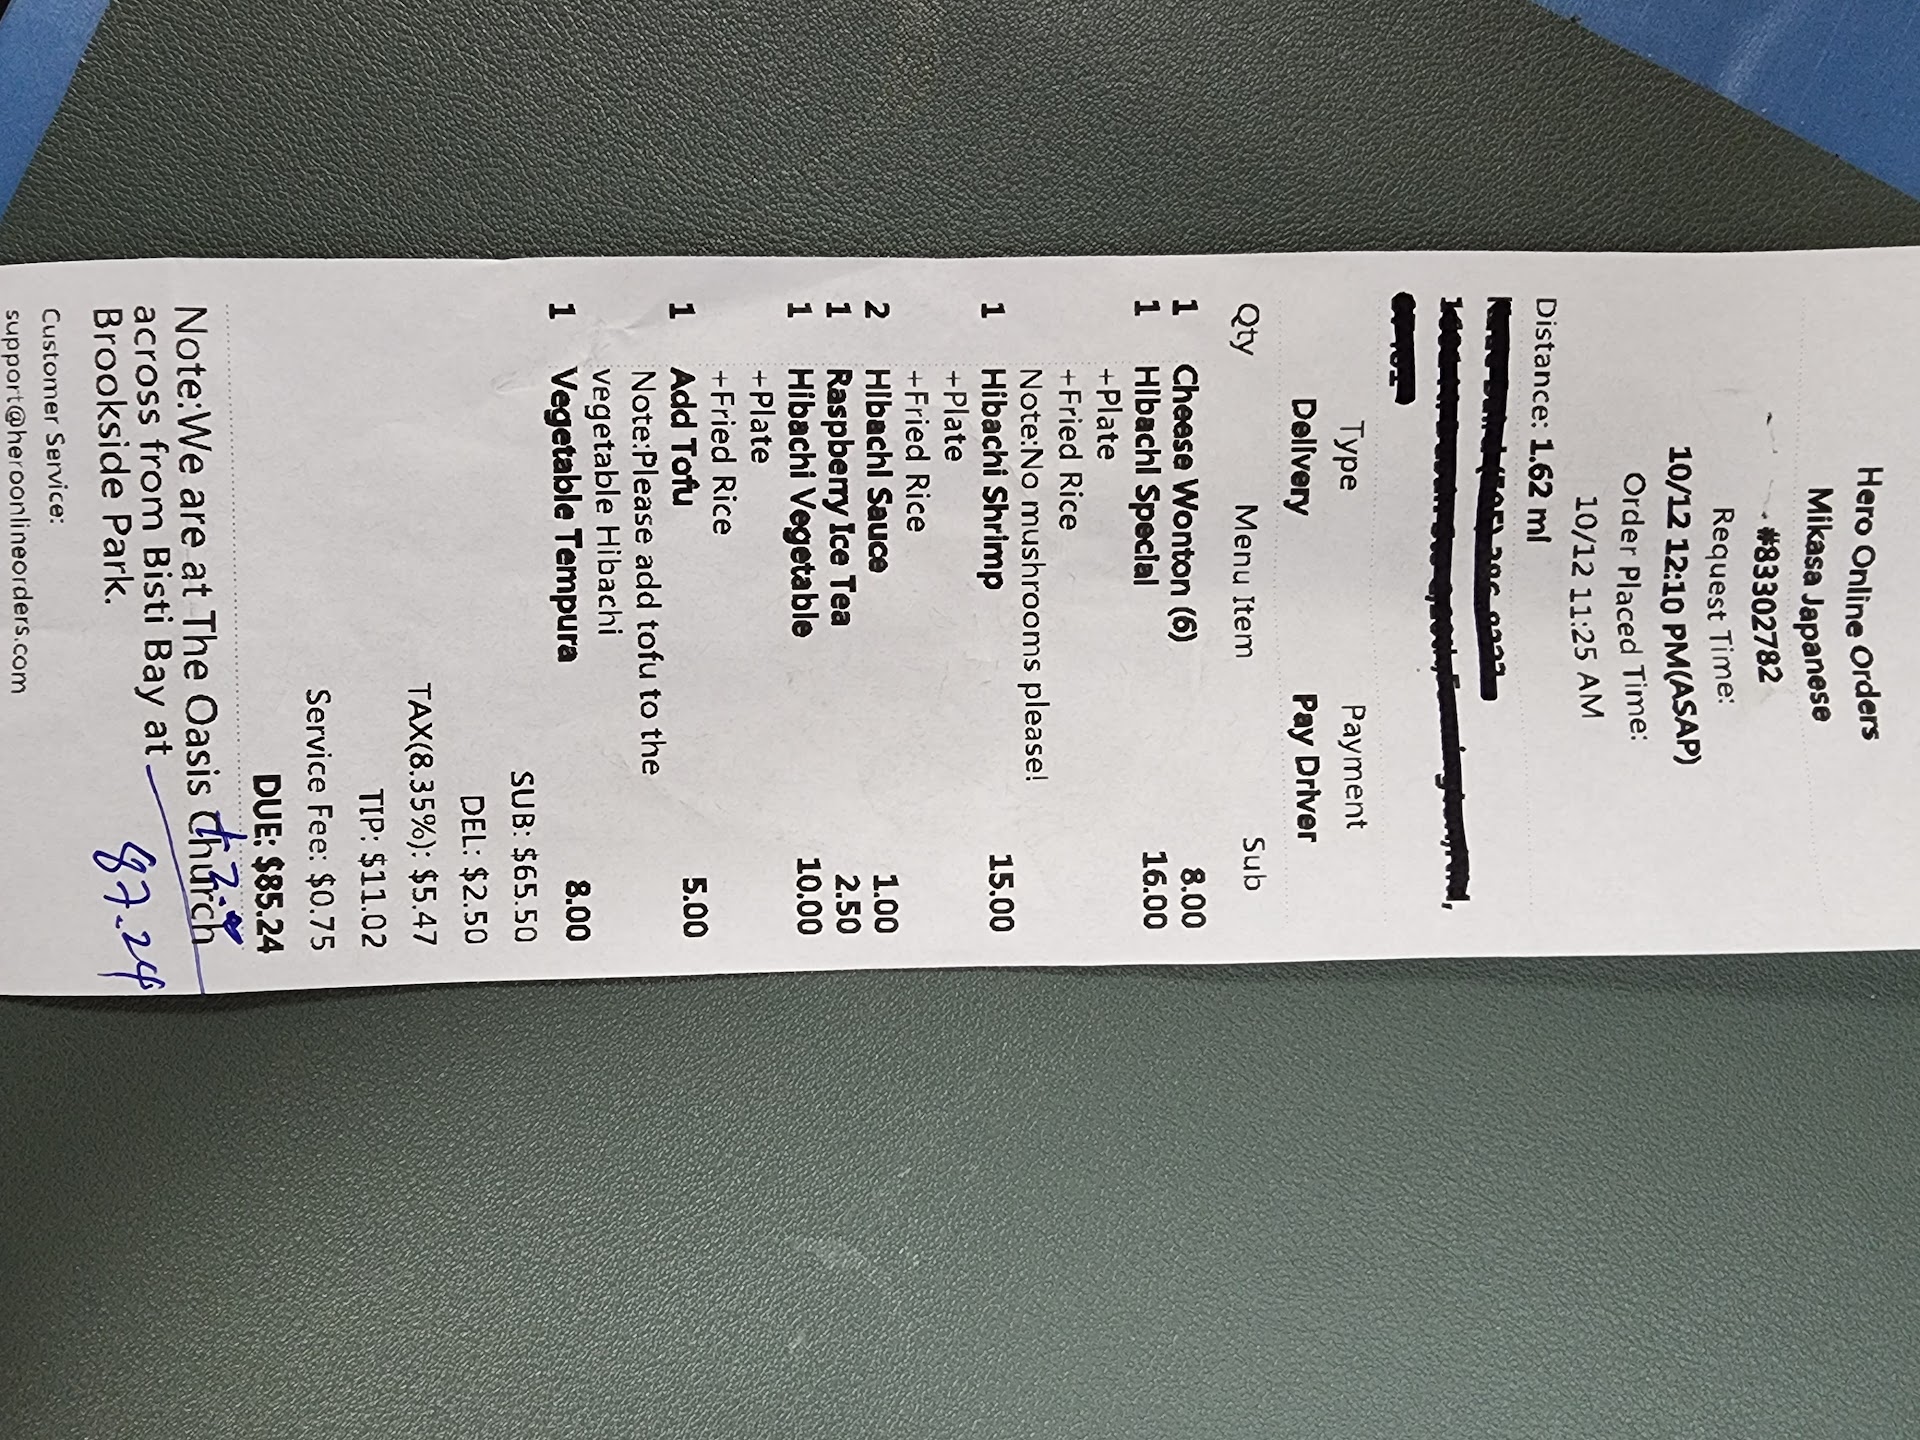 Hero Online Orders
Mikasa Japanese
#83302782
Request Time:
10/12 12:10 PM(ASAP)
Order Placed Time:
10/12 11:25 AM
Distance: 1.62 mi
Type Payment
Delivery Pay Driver
Qty Menu Item Sub
1 Cheese Wonton (6) 8.00
1 Hibachi Special 16.00
+Plate
+Fried Rice
Note:No mushrooms please!
1 Hibachi Shrimp 15.00
+Plate
+Fried Rice
2 Hibachi Sauce 1.00
1 Raspberry Ice Tea 2.50
1 Hibachi Vegetable 10.00
+Plate
+Fried Rice
1 Add Tofu 5.00
Note:Please add tofu to the
vegetable Hibachi
1 Vegetable Tempura 8.00
SUB: $65.50
DEL: $2.50
TAX(8.35%): $5.47
TIP: $11.02
Service Fee: $0.75
DUE: $85.24
Note:We are at The Oasis Church
across from Bisti Bay at
Brookside Park.
87.24
Customer Service:
support@heroonlineorders.com